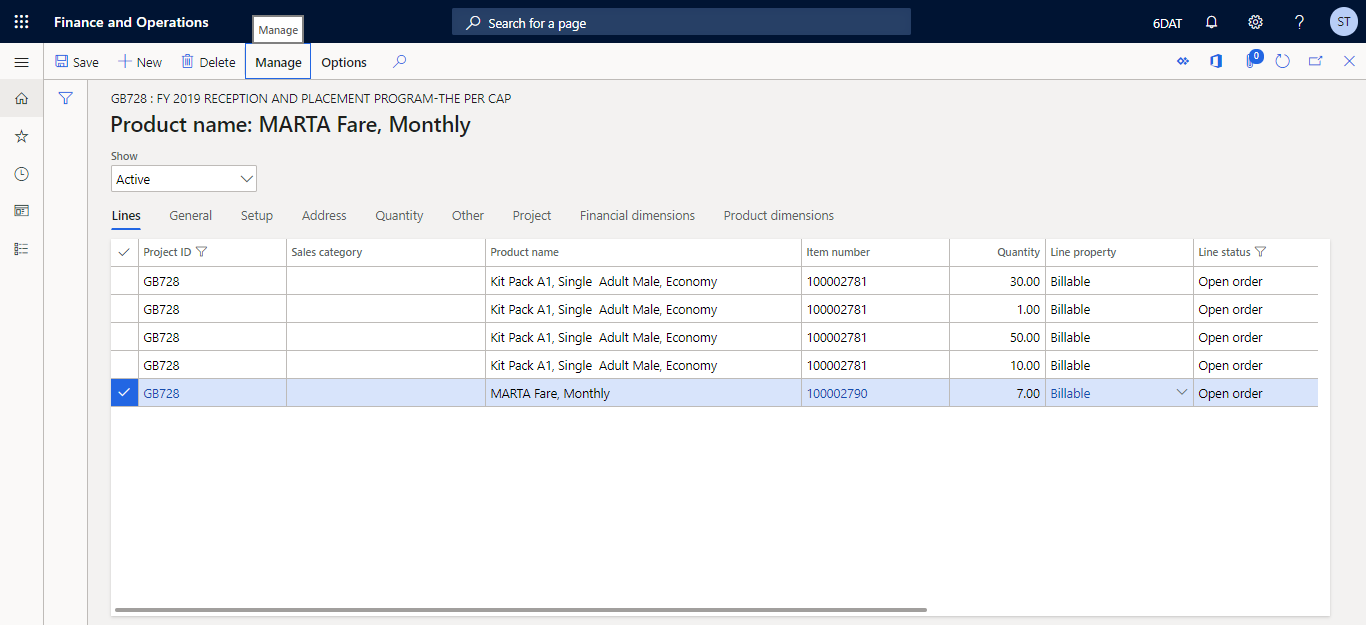 Finance and Operations
Manage
Search for a page
6DAT
ST
Save New Delete Manage Options
0
GB728 : FY 2019 RECEPTION AND PLACEMENT PROGRAM-THE PER CAP
Product name: MARTA Fare, Monthly
Show
Active
Lines General Setup Address Quantity Other Project Financial dimensions Product dimensions
Project ID Sales category Product name Item number Quantity Line property Line status
GB728 Kit Pack A1, Single  Adult Male, Economy 100002781 30.00 Billable Open order
GB728 Kit Pack A1, Single  Adult Male, Economy 100002781 1.00 Billable Open order
GB728 Kit Pack A1, Single  Adult Male, Economy 100002781 50.00 Billable Open order
GB728 Kit Pack A1, Single  Adult Male, Economy 100002781 10.00 Billable Open order
GB728 MARTA Fare, Monthly 100002790 7.00 Billable Open order